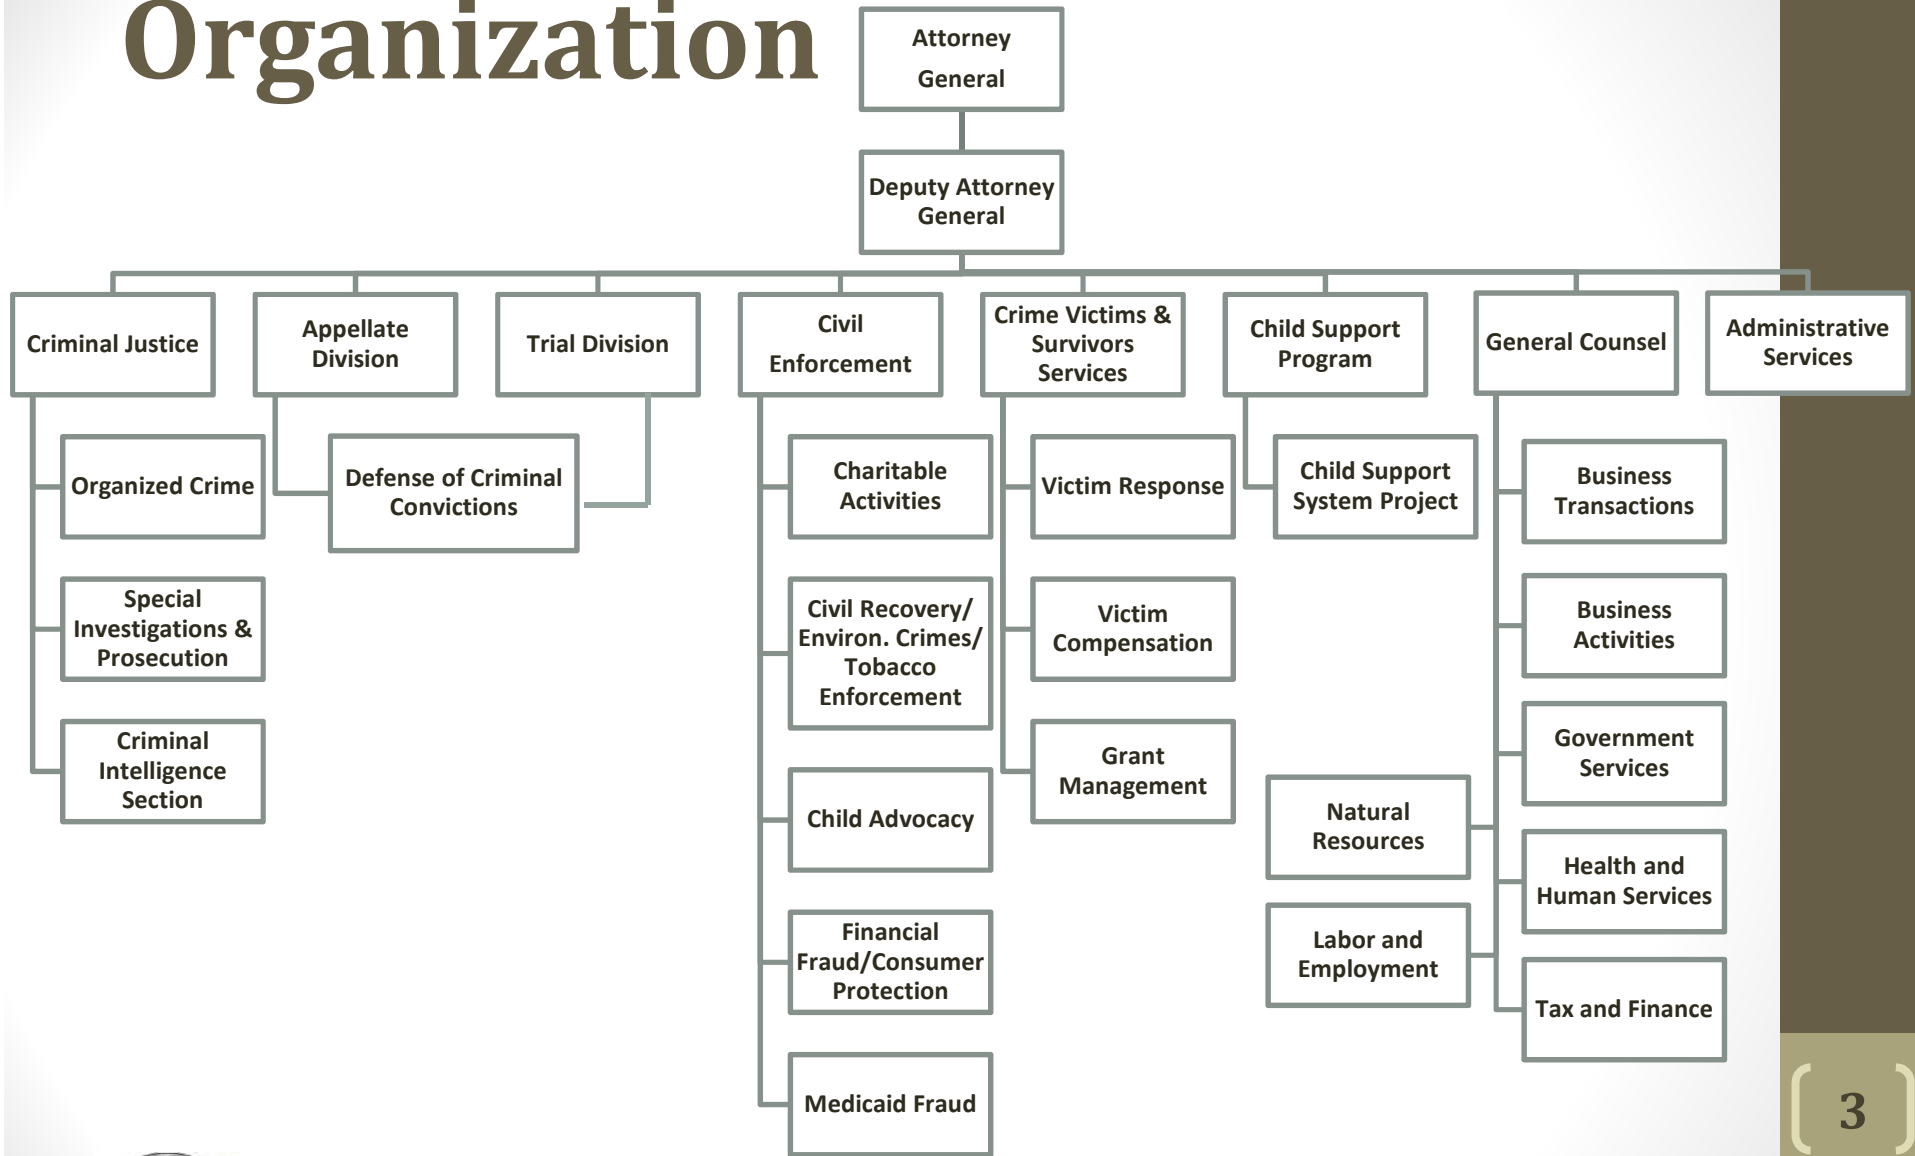 Organization
Attorney
General
Deputy Attorney
General
Criminal Justice
Appellate
Division
Trial Division
Civil
Enforcement
Crime Victims &
Survivors
Services
Child Support
Program
General Counsel
Administrative
Services
Organized Crime
Special
Investigations &
Prosecution
Criminal
Intelligence
Section
Defense of Criminal
Convictions
Charitable
Activities
Civil Recovery/
Environ. Crimes/
Tobacco
Enforcement
Child Advocacy
Financial
Fraud/Consumer
Protection
Medicaid Fraud
Victim Response
Victim
Compensation
Grant
Management
Child Support
System Project
Business
Transactions
Business
Activities
Government
Services
Natural
Resources
Health and
Human Services
Labor and
Employment
Tax and Finance
3